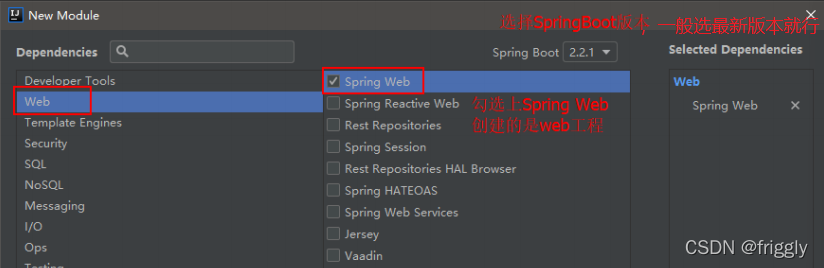 New Module
选择SpringBoot版本，一般选最新版本就行
Dependencies
Spring Boot 2.2.1
Selected Dependencies
Developer Tools
Web
Template Engines
Security
SQL
NoSQL
Messaging
I/O
Ops
Testing
Spring Web
Spring Reactive Web
Rest Repositories
Spring Session
Rest Repositories HAL Browser
Spring HATEOAS
Spring Web Services
Jersey
Vaadin
勾选上Spring Web
创建的是web工程
Web
Spring Web
CSDN @friggly